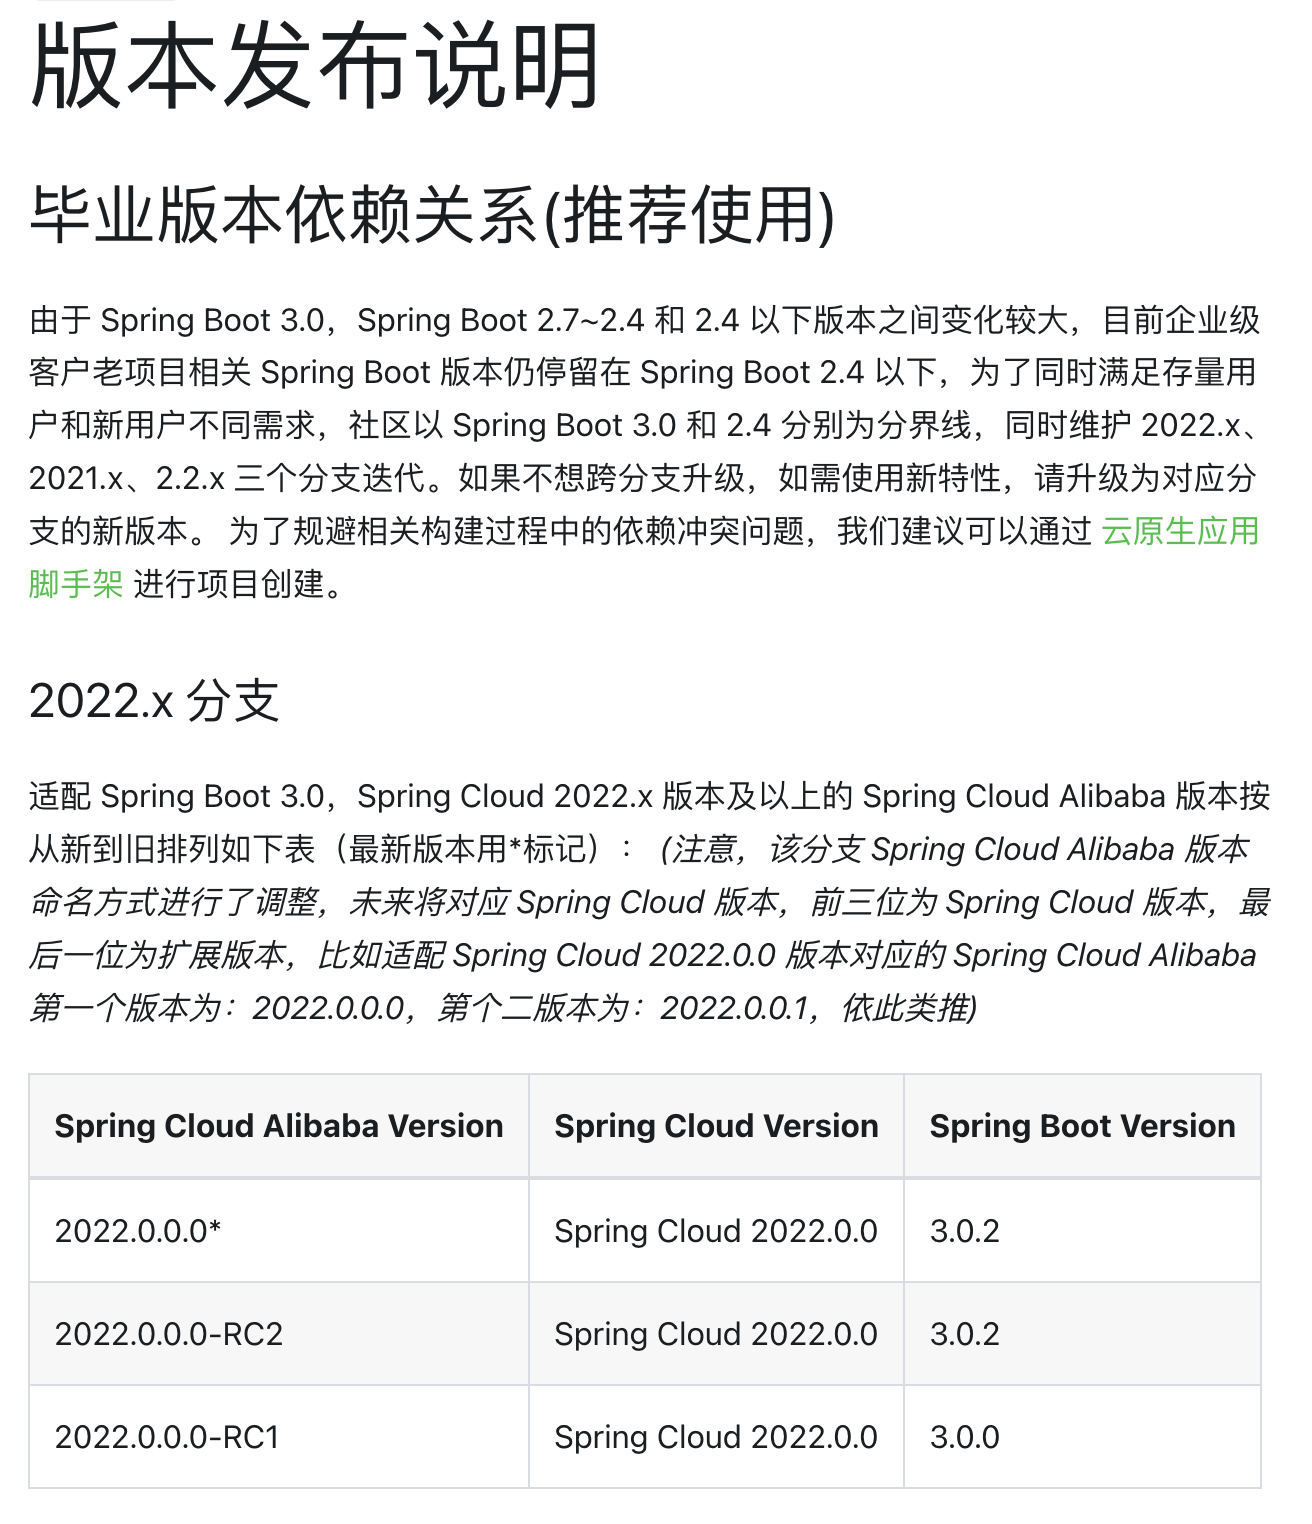 版本发布说明
毕业版本依赖关系(推荐使用)
由于 Spring Boot 3.0，Spring Boot 2.7~2.4 和 2.4 以下版本之间变化较大，目前企业级
客户老项目相关 Spring Boot 版本仍停留在 Spring Boot 2.4 以下，为了同时满足存量用
户和新用户不同需求，社区以 Spring Boot 3.0 和 2.4 分别为分界线，同时维护 2022.x、
2021.x、2.2.x 三个分支迭代。如果不想跨分支升级，如需使用新特性，请升级为对应分
支的新版本。 为了规避相关构建过程中的依赖冲突问题，我们建议可以通过 云原生应用
脚手架 进行项目创建。
2022.x 分支
适配 Spring Boot 3.0，Spring Cloud 2022.x 版本及以上的 Spring Cloud Alibaba 版本按
从新到旧排列如下表（最新版本用*标记）： (注意，该分支 Spring Cloud Alibaba 版本
命名方式进行了调整，未来将对应 Spring Cloud 版本，前三位为 Spring Cloud 版本，最
后一位为扩展版本，比如适配 Spring Cloud 2022.0.0 版本对应的 Spring Cloud Alibaba
第一个版本为：2022.0.0.0，第个二版本为：2022.0.0.1，依此类推)
Spring Cloud Alibaba Version Spring Cloud Version Spring Boot Version
2022.0.0.0* Spring Cloud 2022.0.0 3.0.2
2022.0.0.0-RC2 Spring Cloud 2022.0.0 3.0.2
2022.0.0.0-RC1 Spring Cloud 2022.0.0 3.0.0